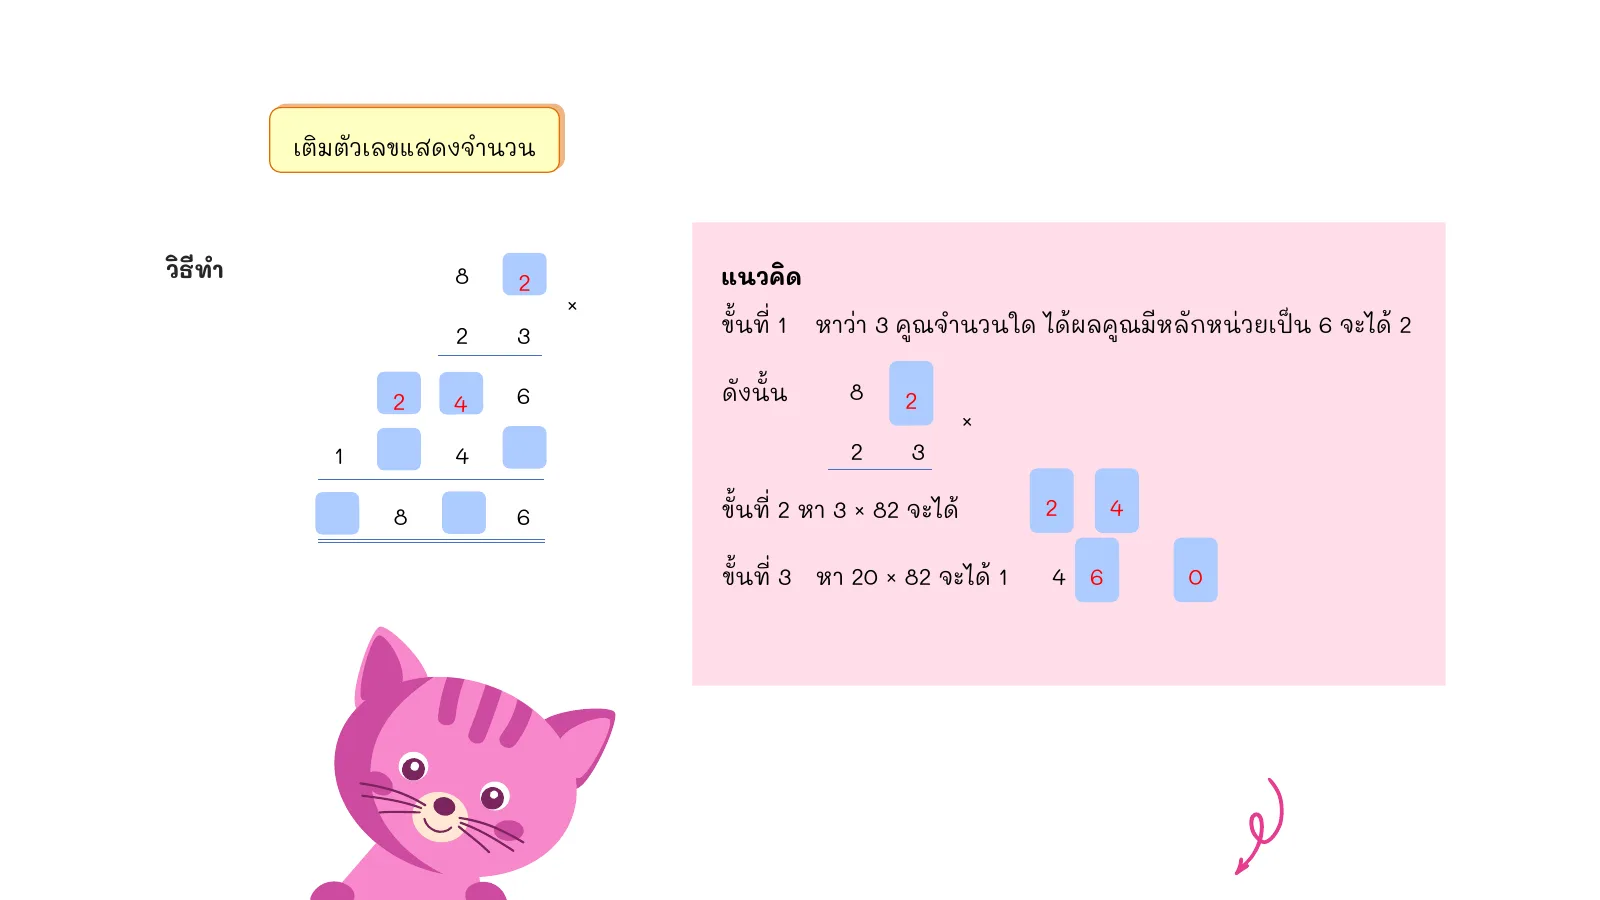 เติมตัวเลขแสดงจำนวน
วิธีทำ
8 2
×
2 3
2 4 6
1 4
8 6
แนวคิด
ขั้นที่ 1 หาว่า 3 คูณจำนวนใด ได้ผลคูณมีหลักหน่วยเป็น 6 จะได้ 2
ดังนั้น 8 2
×
2 3
ขั้นที่ 2 หา 3 × 82 จะได้ 2 4
ขั้นที่ 3 หา 20 × 82 จะได้ 1 4 6 0